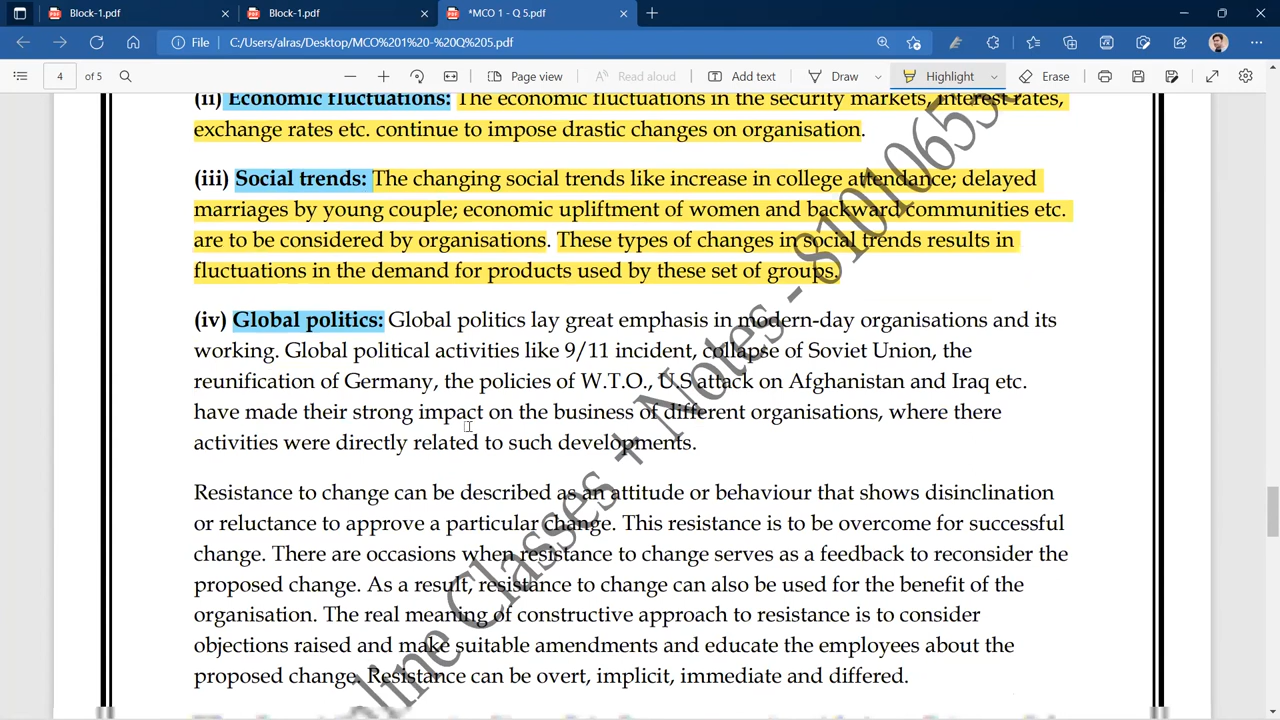 Block-1.pdf
Block-1.pdf
*MCO 1 - Q 5.pdf
File
C:/Users/alras/Desktop/MCO%201%20-%20Q%205.pdf
4 of 5
Page view
Read aloud
Add text
Draw
Highlight
Erase
(ii) Economic fluctuations: The economic fluctuations in the security markets, interest rates,
exchange rates etc. continue to impose drastic changes on organisation.
(iii) Social trends: The changing social trends like increase in college attendance; delayed
marriages by young couple; economic upliftment of women and backward communities etc.
are to be considered by organisations. These types of changes in social trends results in
fluctuations in the demand for products used by these set of groups.
(iv) Global politics: Global politics lay great emphasis in modern-day organisations and its
working. Global political activities like 9/11 incident, collapse of Soviet Union, the
reunification of Germany, the policies of W.T.O., U.S attack on Afghanistan and Iraq etc.
have made their strong impact on the business of different organisations, where there
activities were directly related to such developments.
Resistance to change can be described as an attitude or behaviour that shows disinclination
or reluctance to approve a particular change. This resistance is to be overcome for successful
change. There are occasions when resistance to change serves as a feedback to reconsider the
proposed change. As a result, resistance to change can also be used for the benefit of the
organisation. The real meaning of constructive approach to resistance is to consider
objections raised and make suitable amendments and educate the employees about the
proposed change. Resistance can be overt, implicit, immediate and differed.
nline Classes + Notes - 81010655